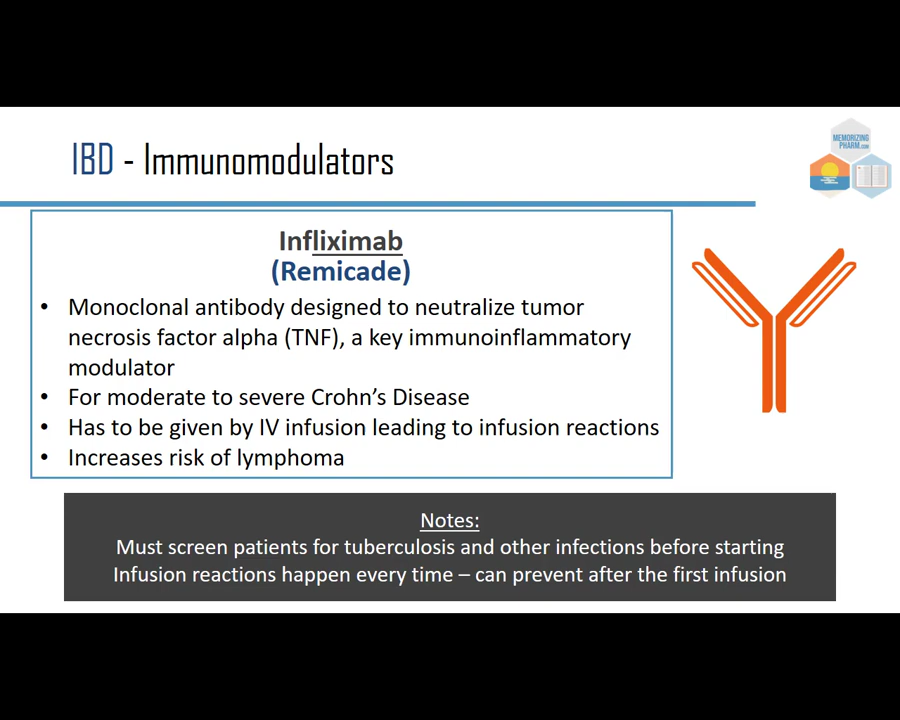 IBD - Immunomodulators
MEMORIZING
PHARM.COM
Infliximab
(Remicade)
• Monoclonal antibody designed to neutralize tumor
necrosis factor alpha (TNF), a key immunoinflammatory
modulator
• For moderate to severe Crohn's Disease
• Has to be given by IV infusion leading to infusion reactions
• Increases risk of lymphoma
Notes:
Must screen patients for tuberculosis and other infections before starting
Infusion reactions happen every time – can prevent after the first infusion